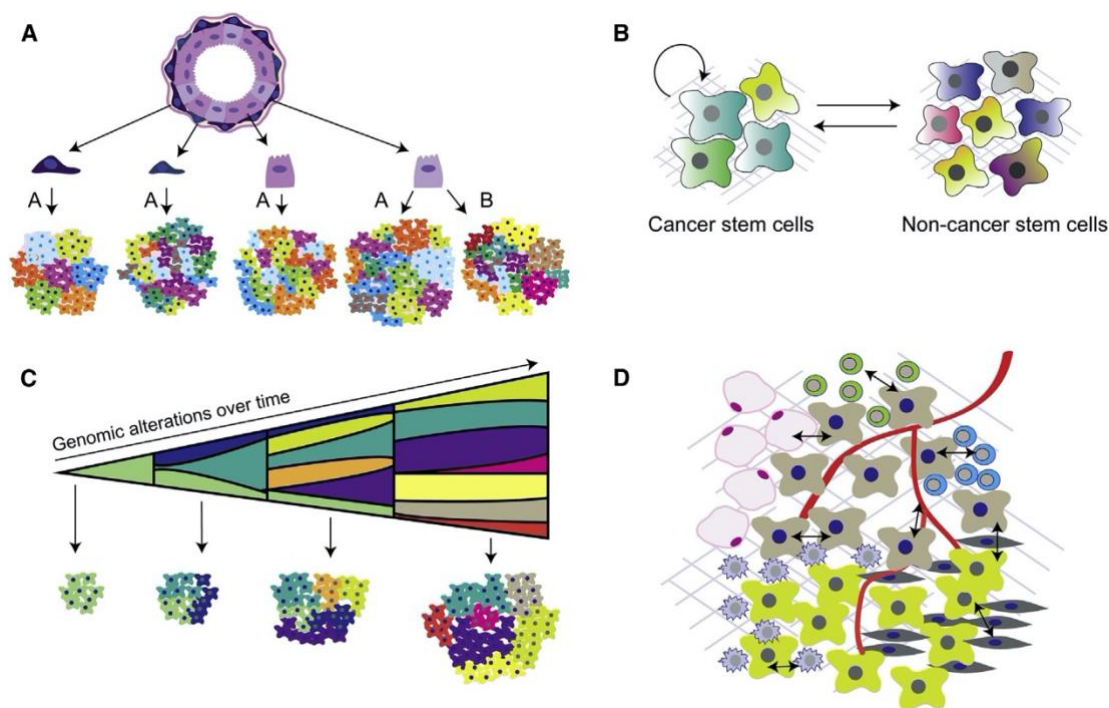 A
B
A
A
A
A
B
Cancer stem cells
Non-cancer stem cells
C
Genomic alterations over time
D